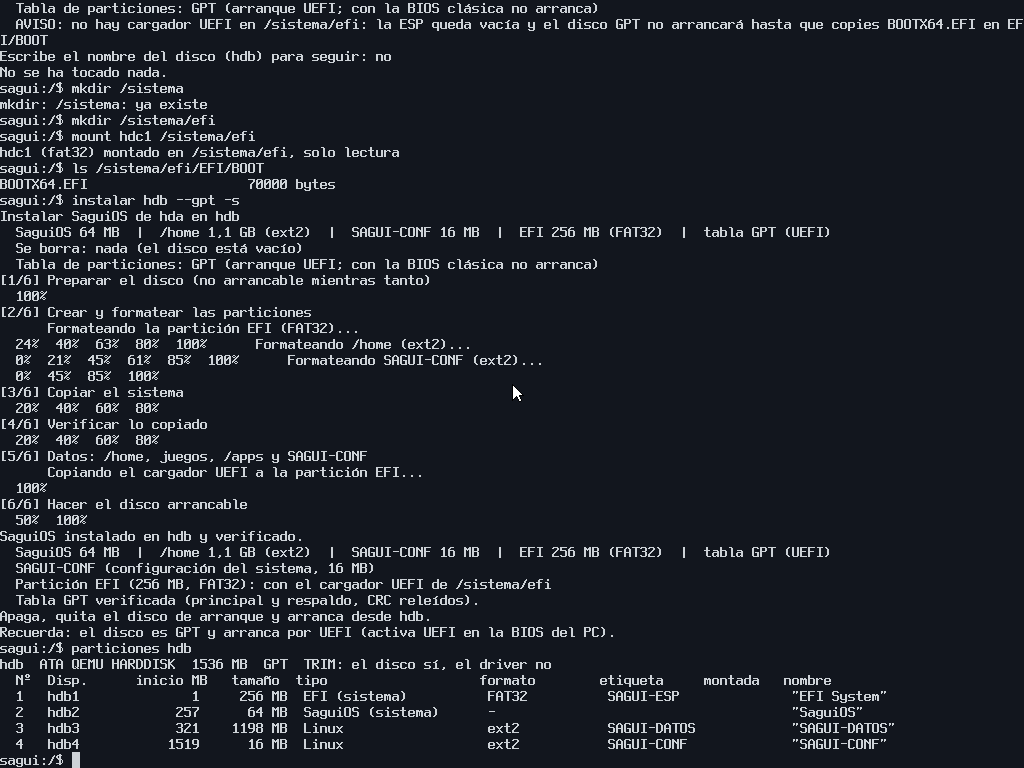 Tabla de particiones: GPT (arranque UEFI; con la BIOS clásica no arranca)
AVISO: no hay cargador UEFI en /sistema/efi: la ESP queda vacía y el disco GPT no arrancará hasta que copies BOOTX64.EFI en EF
I/BOOT
Escribe el nombre del disco (hdb) para seguir: no
No se ha tocado nada.
sagui:/$ mkdir /sistema
mkdir: /sistema: ya existe
sagui:/$ mkdir /sistema/efi
sagui:/$ mount hdc1 /sistema/efi
hdc1 (fat32) montado en /sistema/efi, solo lectura
sagui:/$ ls /sistema/efi/EFI/BOOT
BOOTX64.EFI                    70000 bytes
sagui:/$ instalar hdb --gpt -s
Instalar SaguiOS de hda en hdb
  SaguiOS 64 MB  |  /home 1,1 GB (ext2)  |  SAGUI-CONF 16 MB  |  EFI 256 MB (FAT32)  |  tabla GPT (UEFI)
  Se borra: nada (el disco está vacío)
  Tabla de particiones: GPT (arranque UEFI; con la BIOS clásica no arranca)
[1/6] Preparar el disco (no arrancable mientras tanto)
  100%
[2/6] Crear y formatear las particiones
      Formateando la partición EFI (FAT32)...
  24%  40%  63%  80%  100%      Formateando /home (ext2)...
  0%  21%  45%  61%  85%  100%      Formateando SAGUI-CONF (ext2)...
  0%  45%  85%  100%
[3/6] Copiar el sistema
  20%  40%  60%  80%
[4/6] Verificar lo copiado
  20%  40%  60%  80%
[5/6] Datos: /home, juegos, /apps y SAGUI-CONF
      Copiando el cargador UEFI a la partición EFI...
  100%
[6/6] Hacer el disco arrancable
  50%  100%
SaguiOS instalado en hdb y verificado.
  SaguiOS 64 MB  |  /home 1,1 GB (ext2)  |  SAGUI-CONF 16 MB  |  EFI 256 MB (FAT32)  |  tabla GPT (UEFI)
  SAGUI-CONF (configuración del sistema, 16 MB)
  Partición EFI (256 MB, FAT32): con el cargador UEFI de /sistema/efi
  Tabla GPT verificada (principal y respaldo, CRC releídos).
Apaga, quita el disco de arranque y arranca desde hdb.
Recuerda: el disco es GPT y arranca por UEFI (activa UEFI en la BIOS del PC).
sagui:/$ particiones hdb
hdb  ATA QEMU HARDDISK  1536 MB  GPT  TRIM: el disco sí, el driver no
  Nº  Disp.      inicio MB   tamaño  tipo                   formato        etiqueta     montada   nombre
  1   hdb1               1     256 MB  EFI (sistema)          FAT32          SAGUI-ESP              "EFI System"
  2   hdb2             257      64 MB  SaguiOS (sistema)      -                                     "SaguiOS"
  3   hdb3             321    1198 MB  Linux                  ext2           SAGUI-DATOS            "SAGUI-DATOS"
  4   hdb4            1519      16 MB  Linux                  ext2           SAGUI-CONF             "SAGUI-CONF"
sagui:/$